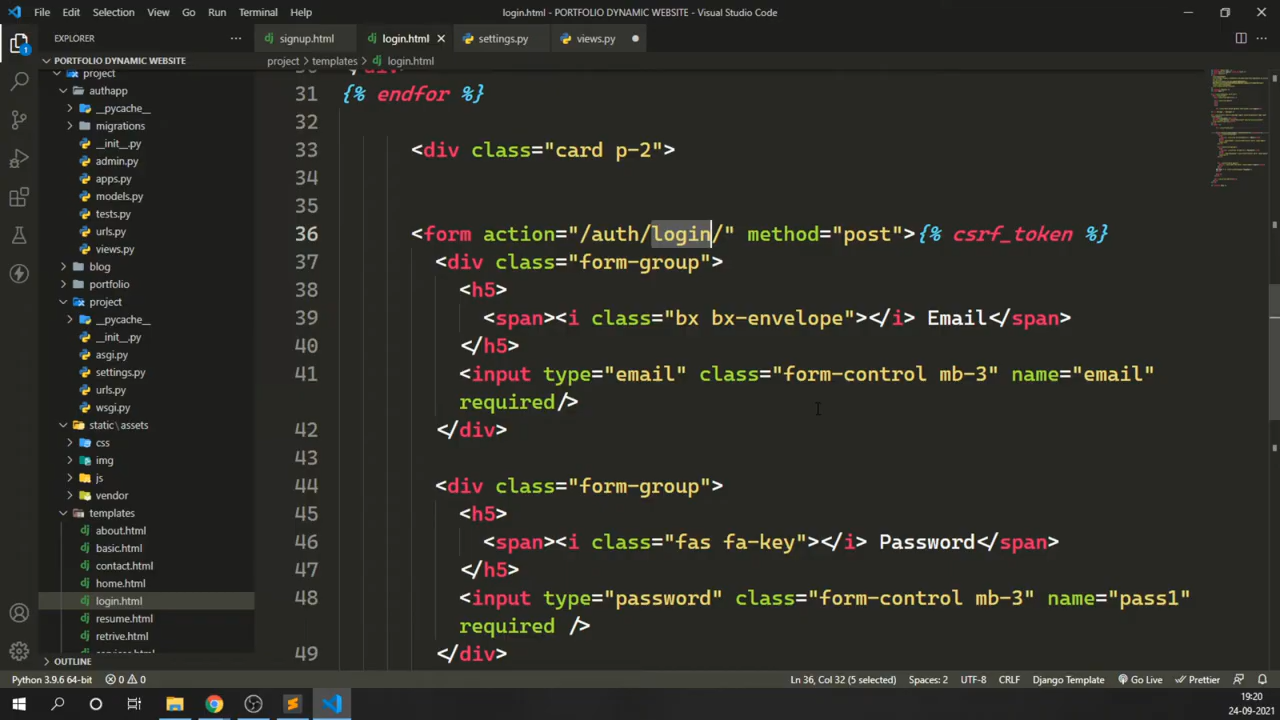 File Edit Selection View Go Run Terminal Help
login.html - PORTFOLIO DYNAMIC WEBSITE - Visual Studio Code
EXPLORER
signup.html
login.html
settings.py
views.py
PORTFOLIO DYNAMIC WEBSITE
project > templates > login.html
project
authapp
__pycache__
migrations
__init__.py
admin.py
apps.py
models.py
tests.py
urls.py
views.py
blog
portfolio
project
__pycache__
__init__.py
asgi.py
settings.py
urls.py
wsgi.py
static\assets
css
img
js
vendor
templates
about.html
basic.html
contact.html
home.html
login.html
resume.html
retrive.html
OUTLINE
31 {% endfor %}
32
33 <div class="card p-2">
34
35
36 <form action="/auth/login/" method="post">{% csrf_token %}
37 <div class="form-group">
38 <h5>
39 <span><i class="bx bx-envelope"></i> Email</span>
40 </h5>
41 <input type="email" class="form-control mb-3" name="email"
required/>
42 </div>
43
44 <div class="form-group">
45 <h5>
46 <span><i class="fas fa-key"></i> Password</span>
47 </h5>
48 <input type="password" class="form-control mb-3" name="pass1"
required />
49 </div>
Python 3.9.6 64-bit 0 0
Ln 36, Col 32 (5 selected) Spaces: 2 UTF-8 CRLF Django Template Go Live Prettier
19:20
24-09-2021